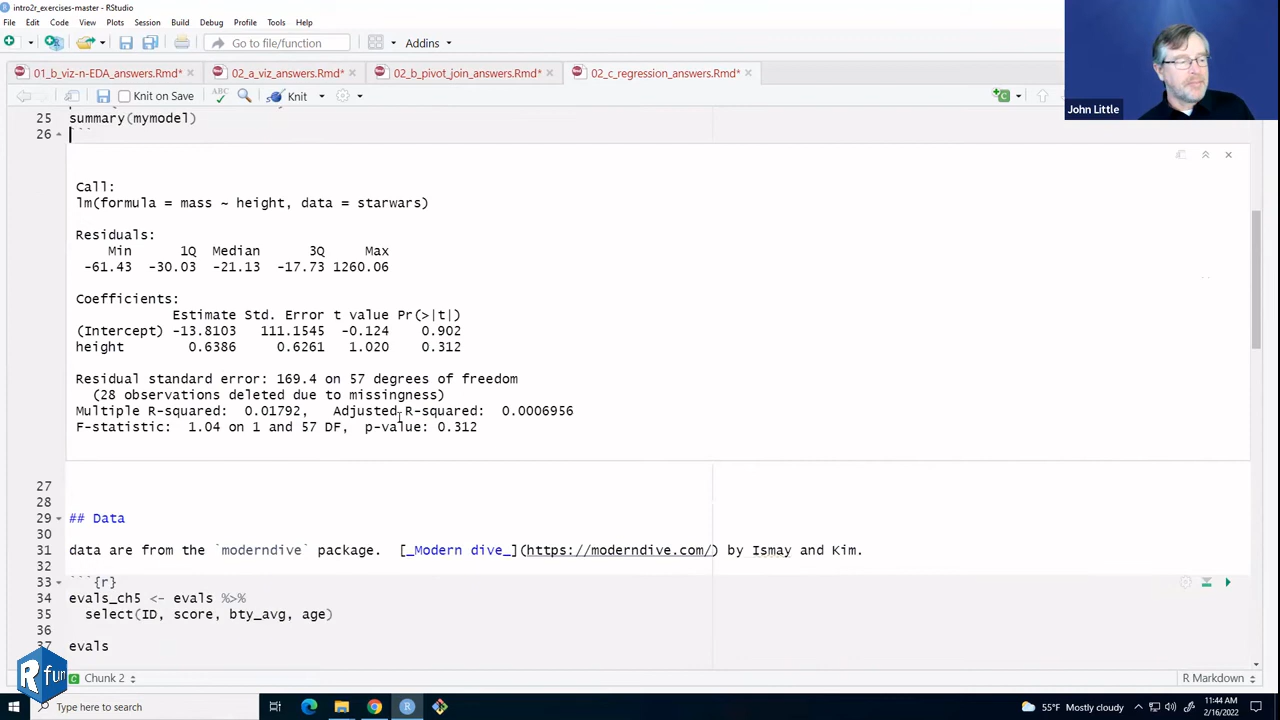 intro2r_exercises-master - RStudio
File Edit Code View Plots Session Build Debug Profile Tools Help
Go to file/function Addins
01_b_viz-n-EDA_answers.Rmd* 02_a_viz_answers.Rmd* 02_b_pivot_join_answers.Rmd* 02_c_regression_answers.Rmd*
Knit on Save ABC Knit
John Little
25 summary(mymodel)
26 ```
Call:
lm(formula = mass ~ height, data = starwars)
Residuals:
Min 1Q Median 3Q Max
-61.43 -30.03 -21.13 -17.73 1260.06
Coefficients:
Estimate Std. Error t value Pr(>|t|)
(Intercept) -13.8103 111.1545 -0.124 0.902
height 0.6386 0.6261 1.020 0.312
Residual standard error: 169.4 on 57 degrees of freedom
(28 observations deleted due to missingness)
Multiple R-squared: 0.01792, Adjusted R-squared: 0.0006956
F-statistic: 1.04 on 1 and 57 DF, p-value: 0.312
27
28
29 ## Data
30
31 data are from the `moderndive` package. [_Modern dive_](https://moderndive.com/) by Ismay and Kim.
32
33 ```{r}
34 evals_ch5 <- evals %>%
35 select(ID, score, bty_avg, age)
36
37 evals
R fun
Chunk 2 R Markdown
Type here to search 55°F Mostly cloudy 11:44 AM
2/16/2022